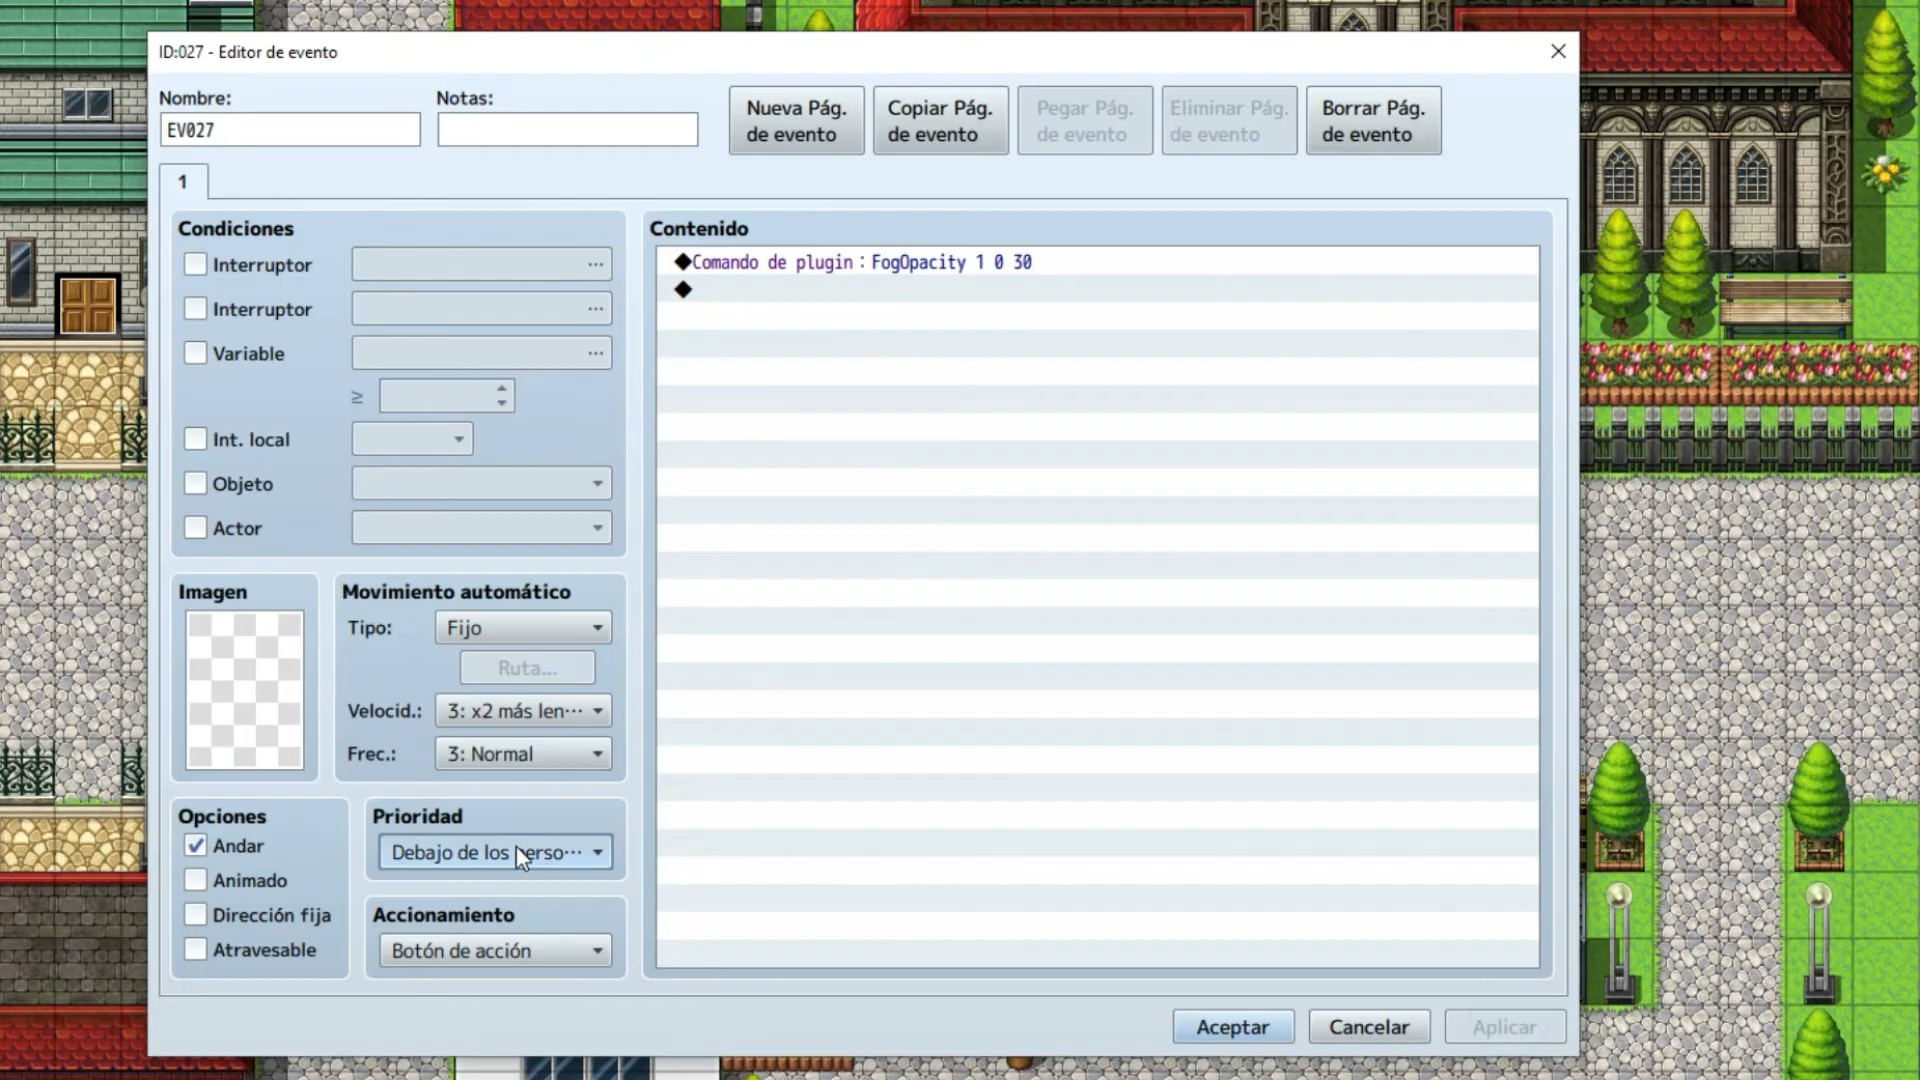 ID:027 - Editor de evento
Nombre:
Notas:
EV027
Nueva Pág.
de evento
Copiar Pág.
de evento
Pegar Pág.
de evento
Eliminar Pág.
de evento
Borrar Pág.
de evento
1
Condiciones
Interruptor
...
Interruptor
...
Variable
...
≥
Int. local
Objeto
Actor
Imagen
Movimiento automático
Tipo:
Fijo
Ruta...
Velocid.:
3: x2 más len...
Frec.:
3: Normal
Opciones
Andar
Animado
Dirección fija
Atravesable
Prioridad
Debajo de los perso...
Accionamiento
Botón de acción
Contenido
◆Comando de plugin：FogOpacity 1 0 30
◆
Aceptar
Cancelar
Aplicar